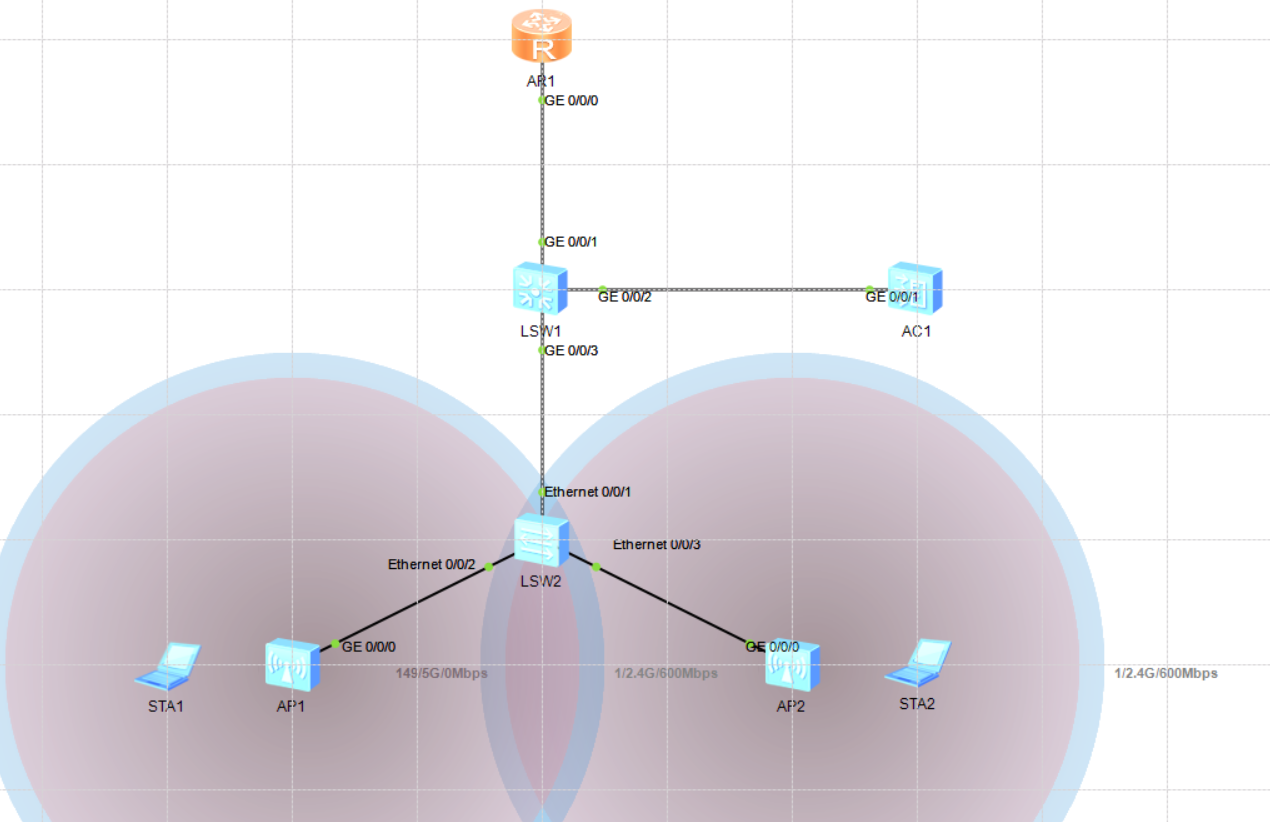 R
AR1
GE 0/0/0
GE 0/0/1
GE 0/0/2
GE 0/0/1
LSW1
AC1
GE 0/0/3
Ethernet 0/0/1
Ethernet 0/0/3
Ethernet 0/0/2
LSW2
GE 0/0/0
GE 0/0/0
149/5G/0Mbps
1/2.4G/600Mbps
1/2.4G/600Mbps
STA1
AP1
AP2
STA2